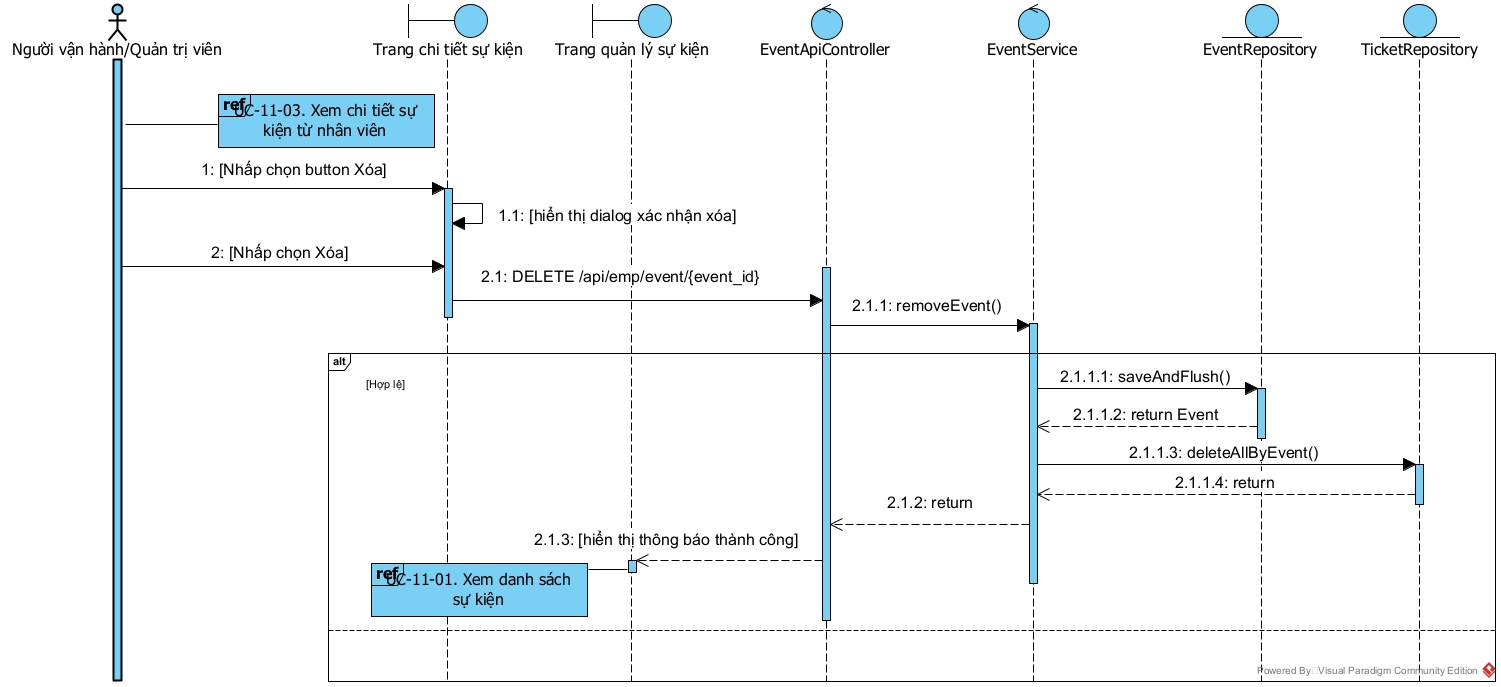 Người vận hành/Quản trị viên
Trang chi tiết sự kiện
Trang quản lý sự kiện
EventApiController
EventService
EventRepository
TicketRepository
ref
UC-11-03. Xem chi tiết sự
kiện từ nhân viên
1: [Nhấp chọn button Xóa]
1.1: [hiển thị dialog xác nhận xóa]
2: [Nhấp chọn Xóa]
2.1: DELETE /api/emp/event/{event_id}
2.1.1: removeEvent()
alt
[Hợp lệ]
2.1.1.1: saveAndFlush()
2.1.1.2: return Event
2.1.1.3: deleteAllByEvent()
2.1.1.4: return
2.1.2: return
2.1.3: [hiển thị thông báo thành công]
ref
UC-11-01. Xem danh sách
sự kiện
Powered By Visual Paradigm Community Edition